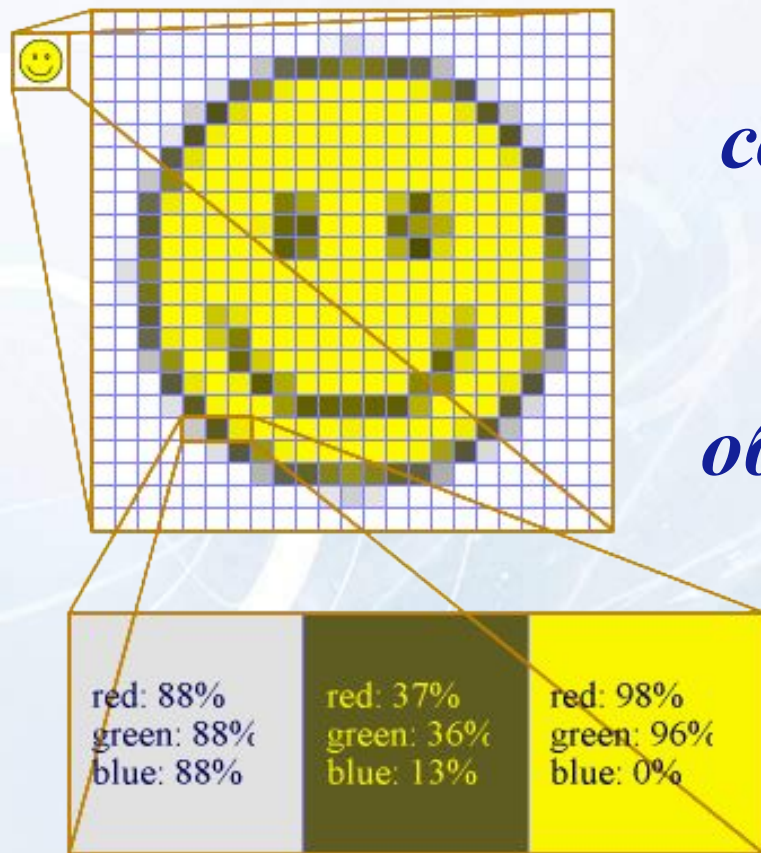 red: 88%
green: 88%
blue: 88%
red: 37%
green: 36%
blue: 13%
red: 98%
green: 96%
blue: 0%